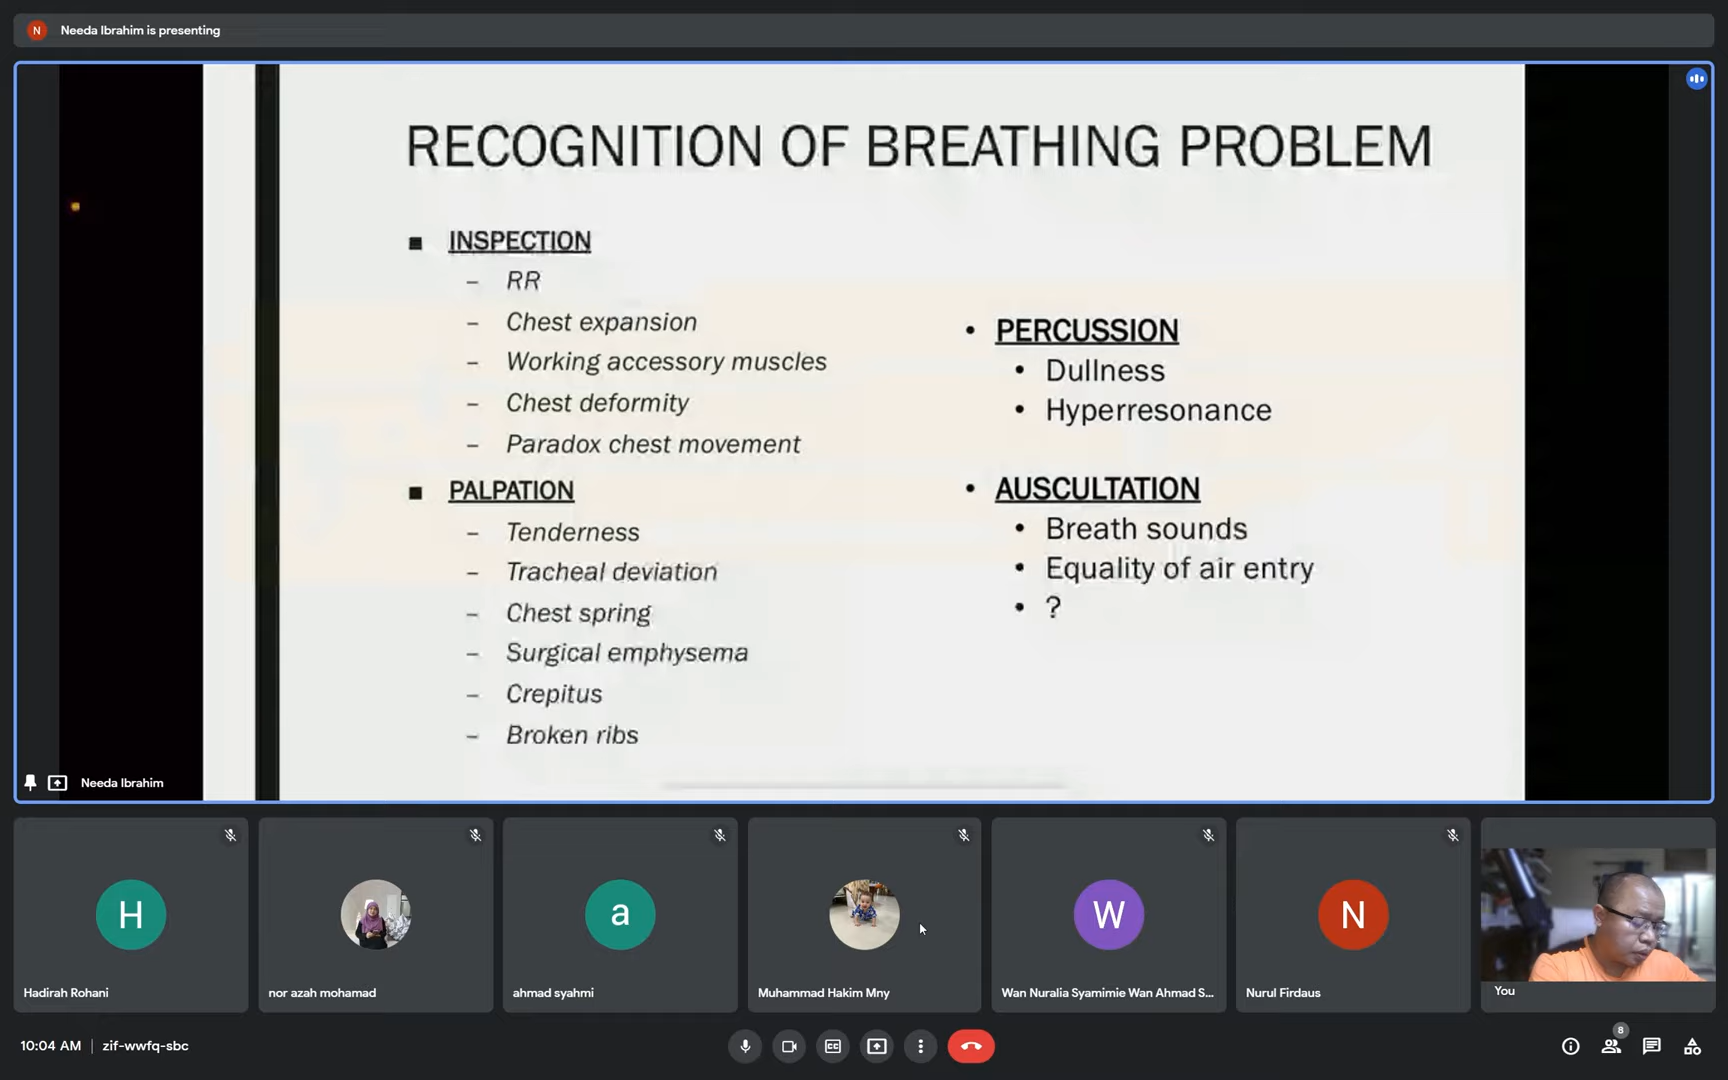 N
Needa Ibrahim is presenting
RECOGNITION OF BREATHING PROBLEM
■ INSPECTION
– RR
– Chest expansion
– Working accessory muscles
– Chest deformity
– Paradox chest movement
■ PALPATION
– Tenderness
– Tracheal deviation
– Chest spring
– Surgical emphysema
– Crepitus
– Broken ribs
• PERCUSSION
• Dullness
• Hyperresonance
• AUSCULTATION
• Breath sounds
• Equality of air entry
• ?
Needa Ibrahim
H
Hadirah Rohani
nor azah mohamad
a
ahmad syahmi
Muhammad Hakim Mny
W
Wan Nuralia Syamimie Wan Ahmad S...
N
Nurul Firdaus
You
10:04 AM | zif-wwfq-sbc
CC
8